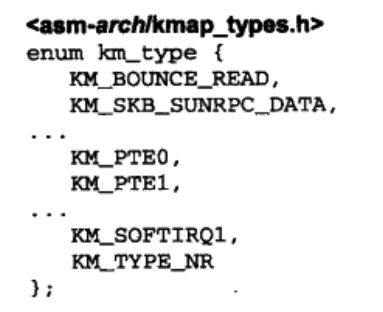 <asm-arch/kmap_types.h>
enum km_type {
    KM_BOUNCE_READ,
    KM_SKB_SUNRPC_DATA,
...
    KM_PTE0,
    KM_PTE1,
...
    KM_SOFTIRQ1,
    KM_TYPE_NR
};